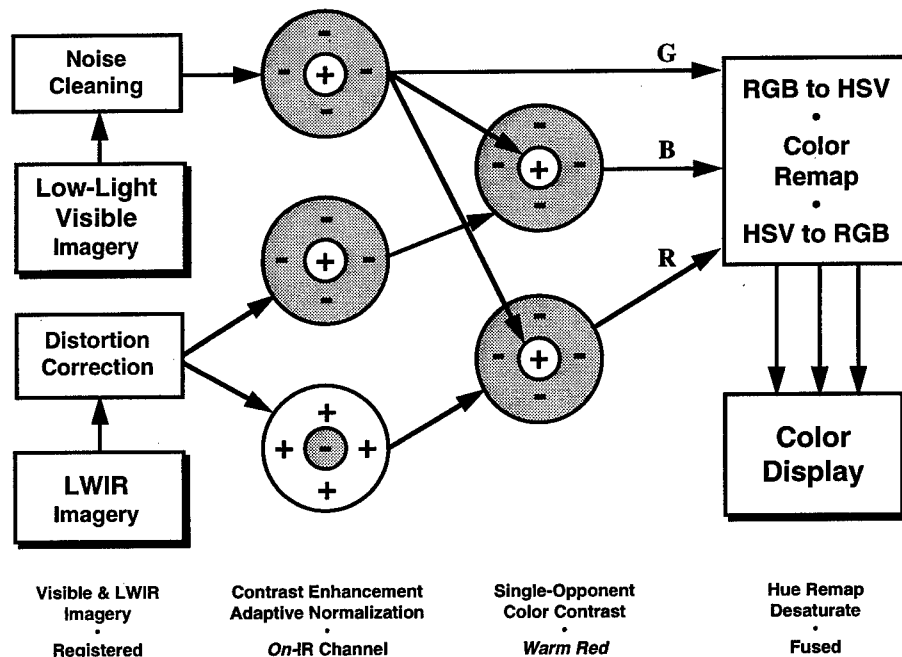 Noise
Cleaning
Low-Light
Visible
Imagery
Distortion
Correction
LWIR
Imagery
-
- + -
-
-
- + -
-
+
+ - +
+
-
- + -
-
-
- + -
-
G
B
R
RGB to HSV
•
Color
Remap
•
HSV to RGB
Color
Display
Visible & LWIR
Imagery
•
Registered
Contrast Enhancement
Adaptive Normalization
•
On-IR Channel
Single-Opponent
Color Contrast
•
Warm Red
Hue Remap
Desaturate
•
Fused